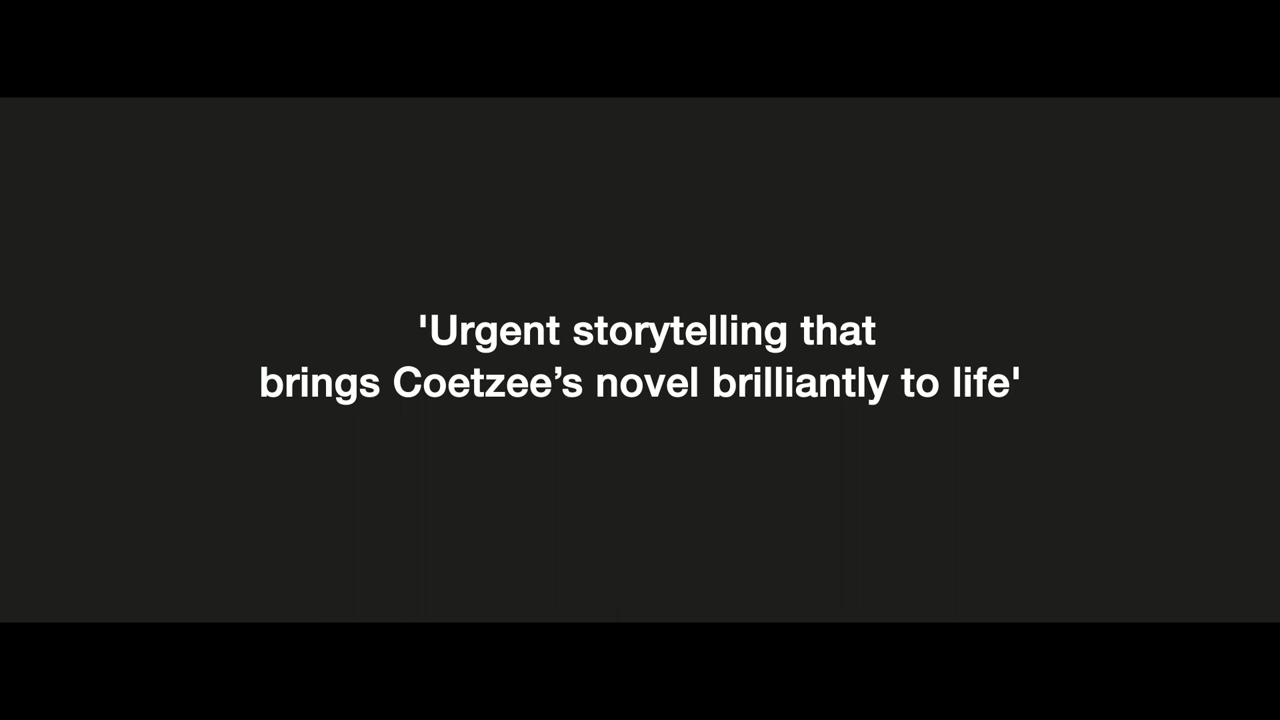 'Urgent storytelling that
brings Coetzee’s novel brilliantly to life'